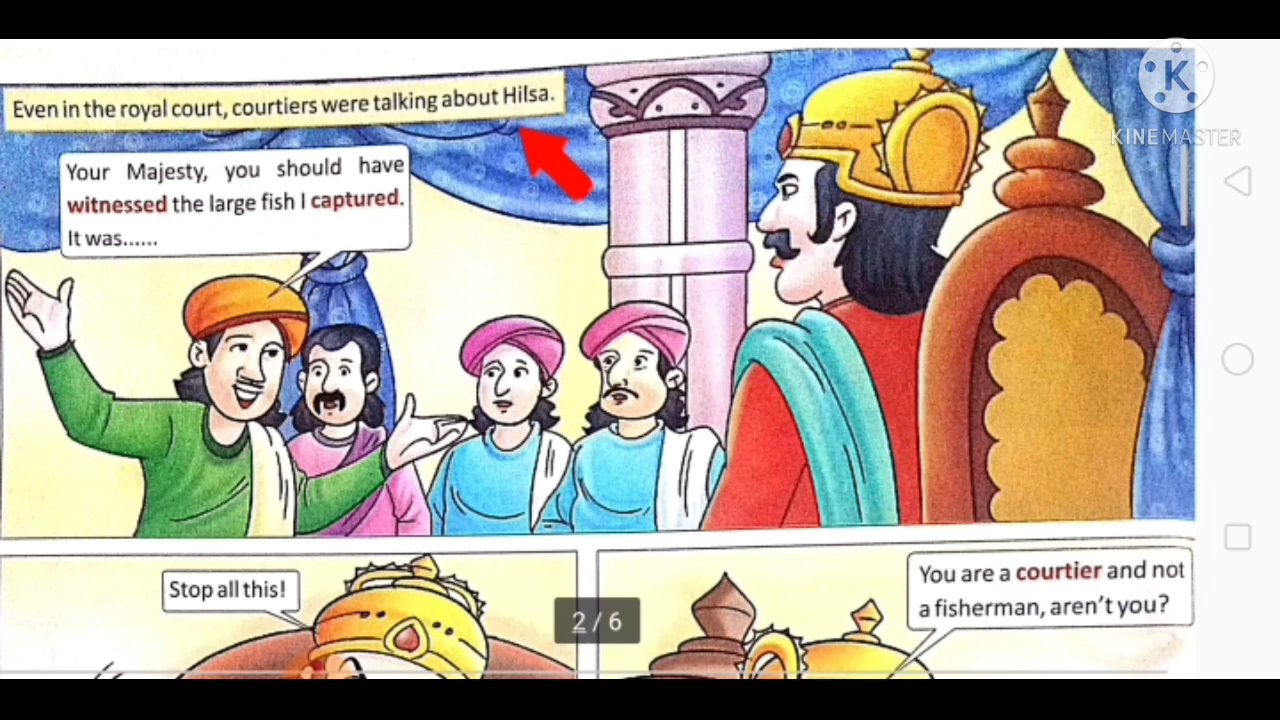 Even in the royal court, courtiers were talking about Hilsa.
Your Majesty, you should have
witnessed the large fish I captured.
It was......
K
KINEMASTER
Stop all this!
You are a courtier and not
a fisherman, aren't you?
2 / 6